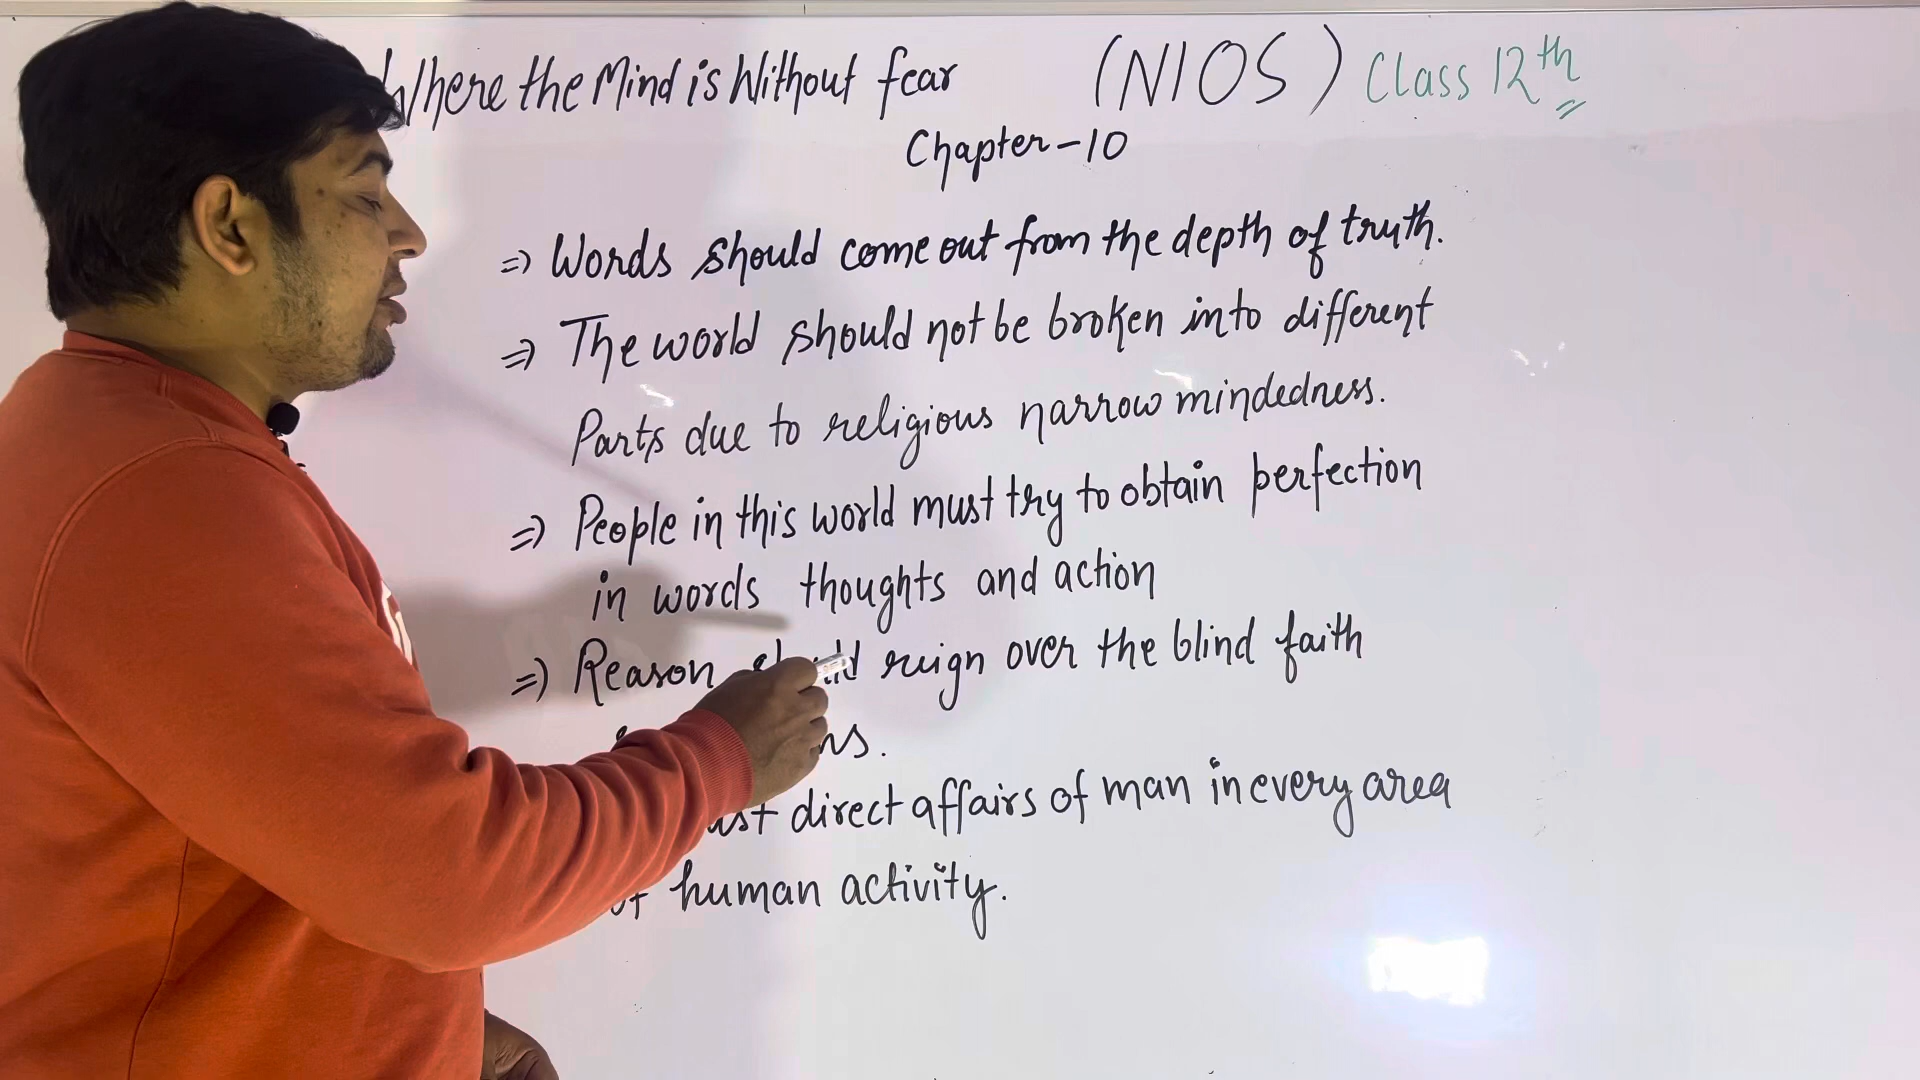 Where the Mind is Without fear (NIOS) Class 12th
Chapter-10
⇒ Words should come out from the depth of truth.
⇒ The world should not be broken into different
Parts due to religious narrow mindedness.
⇒ People in this world must try to obtain perfection
in words thoughts and action
⇒ Reason should reign over the blind faith
direct affairs of man in every area
of human activity.